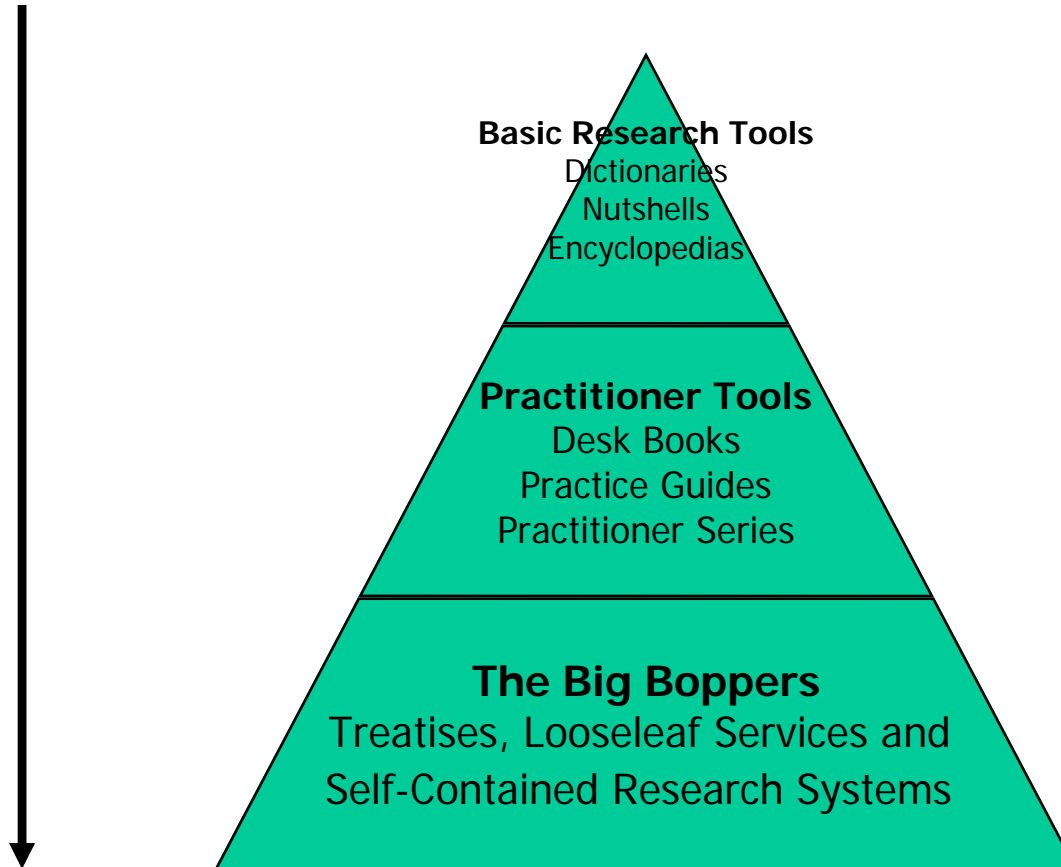 Basic Research Tools
Dictionaries
Nutshells
Encyclopedias
Practitioner Tools
Desk Books
Practice Guides
Practitioner Series
The Big Boppers
Treatises, Looseleaf Services and
Self-Contained Research Systems